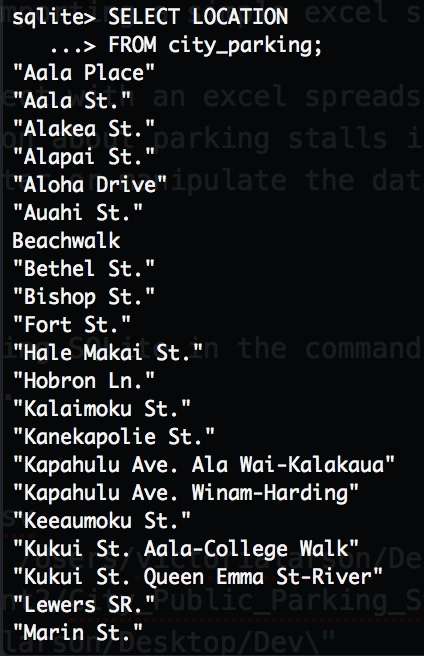 sqlite> SELECT LOCATION
...> FROM city_parking;
"Aala Place"
"Aala St."
"Alakea St."
"Alapai St."
"Aloha Drive"
"Auahi St."
Beachwalk
"Bethel St."
"Bishop St."
"Fort St."
"Hale Makai St."
"Hobron Ln."
"Kalaimoku St."
"Kanekapolie St."
"Kapahulu Ave. Ala Wai-Kalakaua"
"Kapahulu Ave. Winam-Harding"
"Keeaumoku St."
"Kukui St. Aala-College Walk"
"Kukui St. Queen Emma St-River"
"Lewers SR."
"Marin St."